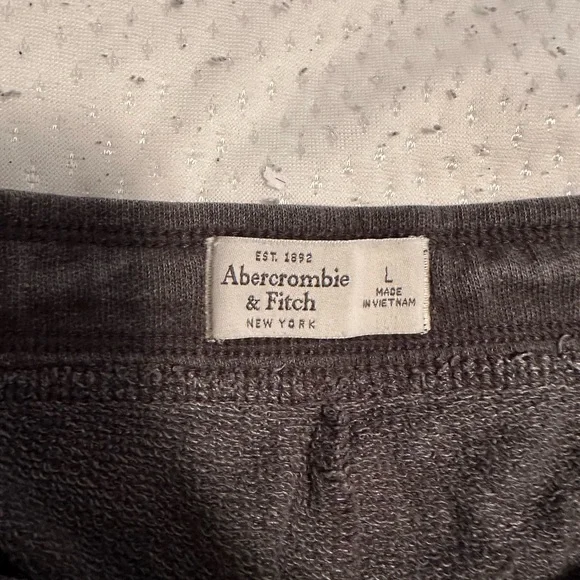 EST. 1892
Abercrombie
& Fitch
NEW YORK
L
MADE
IN VIETNAM